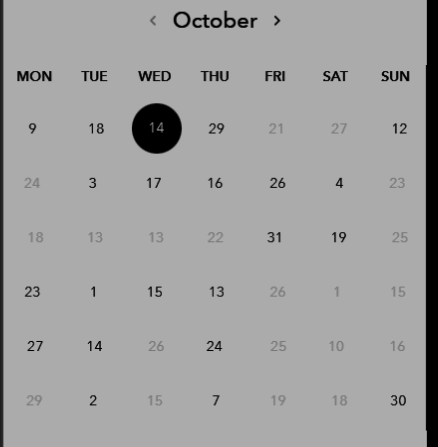 ‹ October ›
MON TUE WED THU FRI SAT SUN
9 18 14 29 21 27 12
24 3 17 16 26 4 23
18 13 13 22 31 19 25
23 1 15 13 26 1 15
27 14 26 24 25 10 16
29 2 15 7 19 18 30